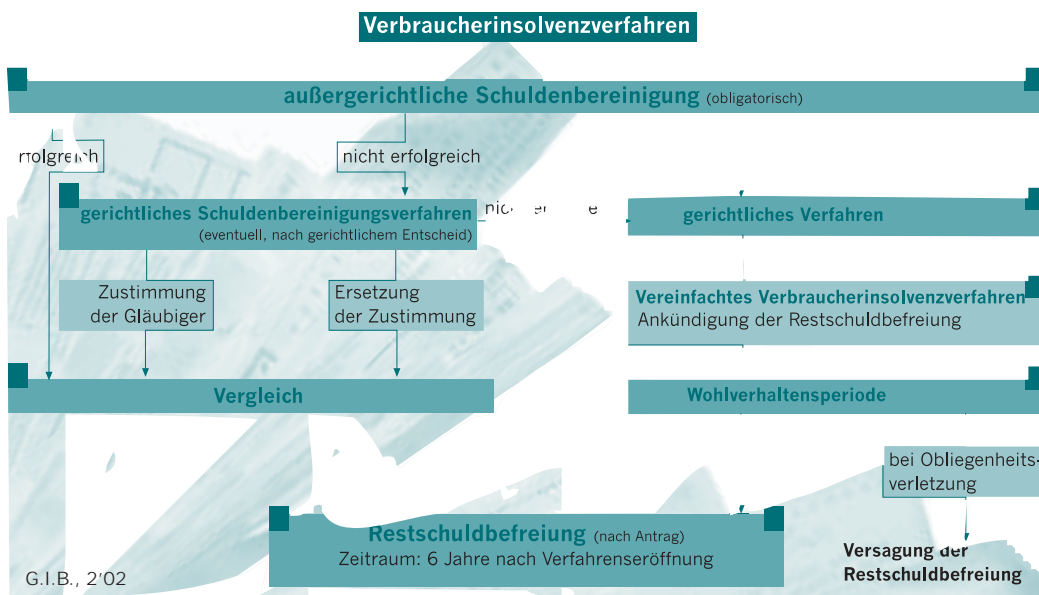 Verbraucherinsolvenzverfahren
außergerichtliche Schuldenbereinigung (obligatorisch)
nicht erfolgreich
gerichtliches Schuldenbereinigungsverfahren
(eventuell, nach gerichtlichem Entscheid)
gerichtliches Verfahren
Zustimmung
der Gläubiger
Ersetzung
der Zustimmung
Vereinfachtes Verbraucherinsolvenzverfahren
Ankündigung der Restschuldbefreiung
Vergleich
Wohlverhaltensperiode
bei Obliegenheits-
verletzung
Restschuldbefreiung (nach Antrag)
Zeitraum: 6 Jahre nach Verfahrenseröffnung
Versagung der
Restschuldbefreiung
G.I.B., 2'02